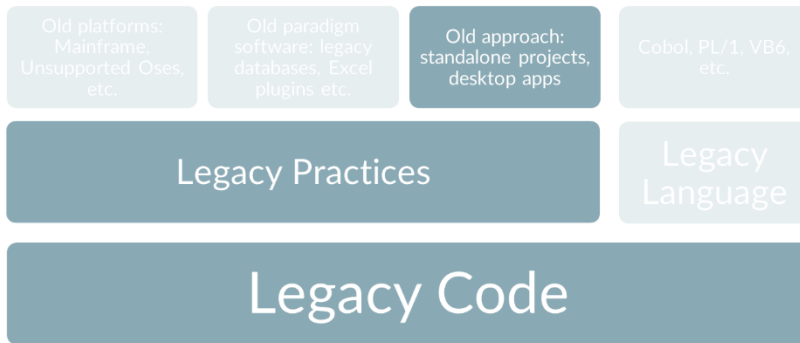 Old platforms:
Mainframe,
Unsupported Oses,
etc.
Old paradigm
software: legacy
databases, Excel
plugins etc.
Old approach:
standalone projects,
desktop apps
Cobol, PL/1, VB6,
etc.
Legacy Practices
Legacy
Language
Legacy Code